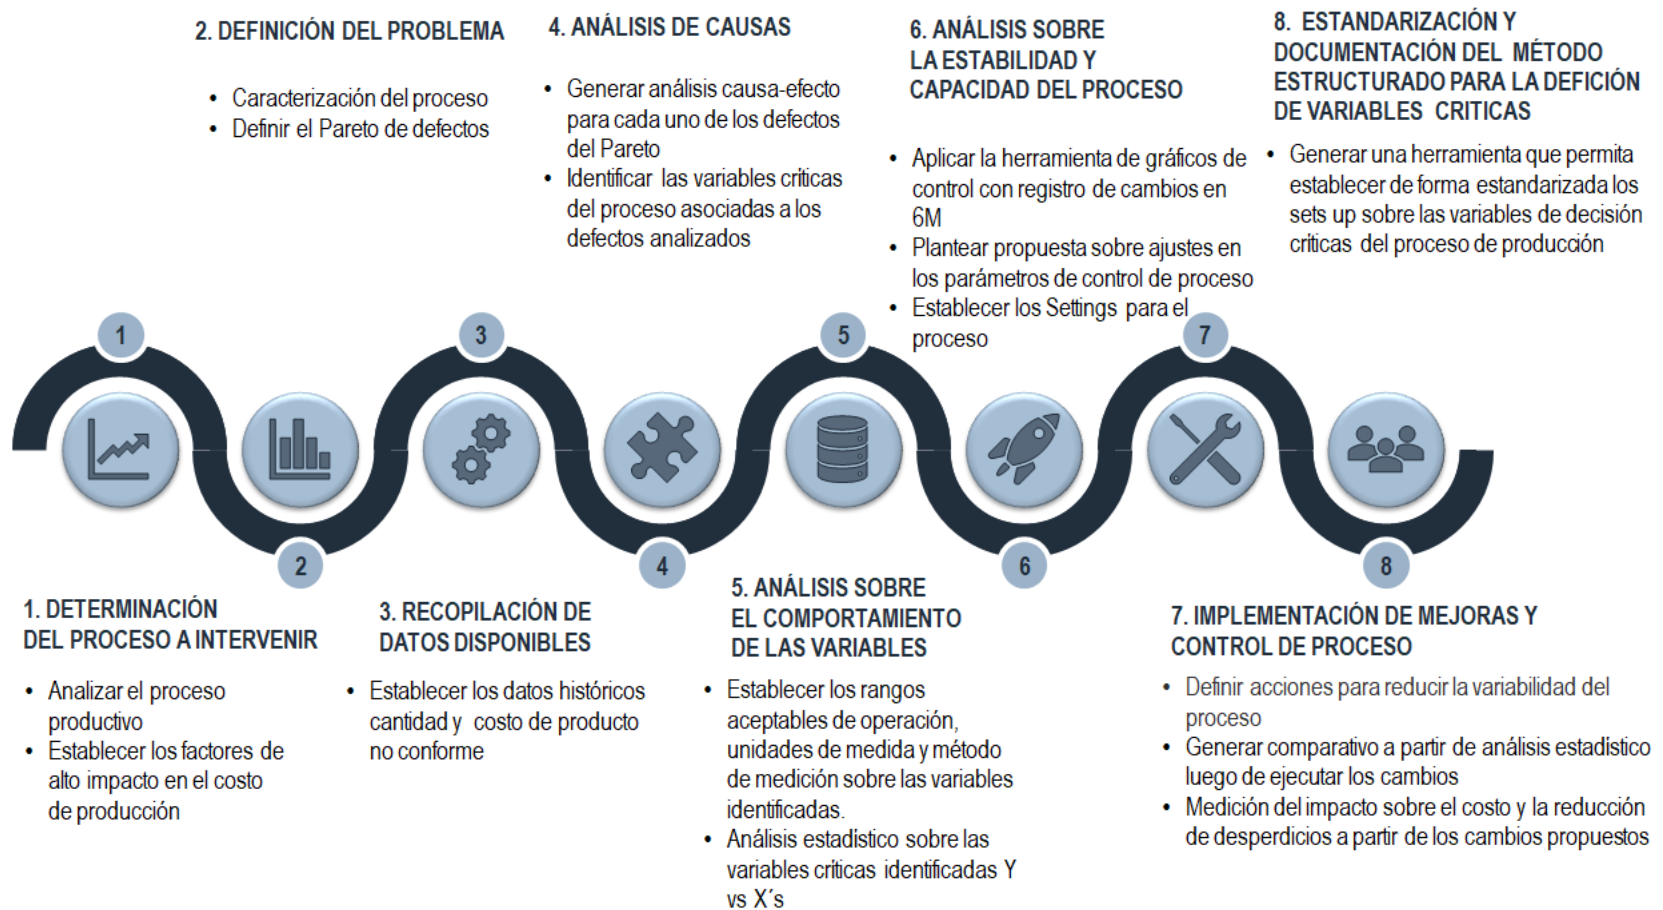 2. DEFINICIÓN DEL PROBLEMA
• Caracterización del proceso
• Definir el Pareto de defectos
4. ANÁLISIS DE CAUSAS
• Generar análisis causa-efecto
para cada uno de los defectos
del Pareto
• Identificar las variables críticas
del proceso asociadas a los
defectos analizados
6. ANÁLISIS SOBRE
LA ESTABILIDAD Y
CAPACIDAD DEL PROCESO
• Aplicar la herramienta de gráficos de
control con registro de cambios en
6M
• Plantear propuesta sobre ajustes en
los parámetros de control de proceso
• Establecer los Settings para el
proceso
8. ESTANDARIZACIÓN Y
DOCUMENTACIÓN DEL MÉTODO
ESTRUCTURADO PARA LA DEFICIÓN
DE VARIABLES CRITICAS
• Generar una herramienta que permita
establecer de forma estandarizada los
sets up sobre las variables de decisión
críticas del proceso de producción
1
3
5
7
2
4
6
8
1. DETERMINACIÓN
DEL PROCESO A INTERVENIR
• Analizar el proceso
productivo
• Establecer los factores de
alto impacto en el costo
de producción
3. RECOPILACIÓN DE
DATOS DISPONIBLES
• Establecer los datos históricos
cantidad y costo de producto
no conforme
5. ANÁLISIS SOBRE
EL COMPORTAMIENTO
DE LAS VARIABLES
• Establecer los rangos
aceptables de operación,
unidades de medida y método
de medición sobre las variables
identificadas.
• Análisis estadístico sobre las
variables críticas identificadas Y
vs X´s
7. IMPLEMENTACIÓN DE MEJORAS Y
CONTROL DE PROCESO
• Definir acciones para reducir la variabilidad del
proceso
• Generar comparativo a partir de análisis estadístico
luego de ejecutar los cambios
• Medición del impacto sobre el costo y la reducción
de desperdicios a partir de los cambios propuestos